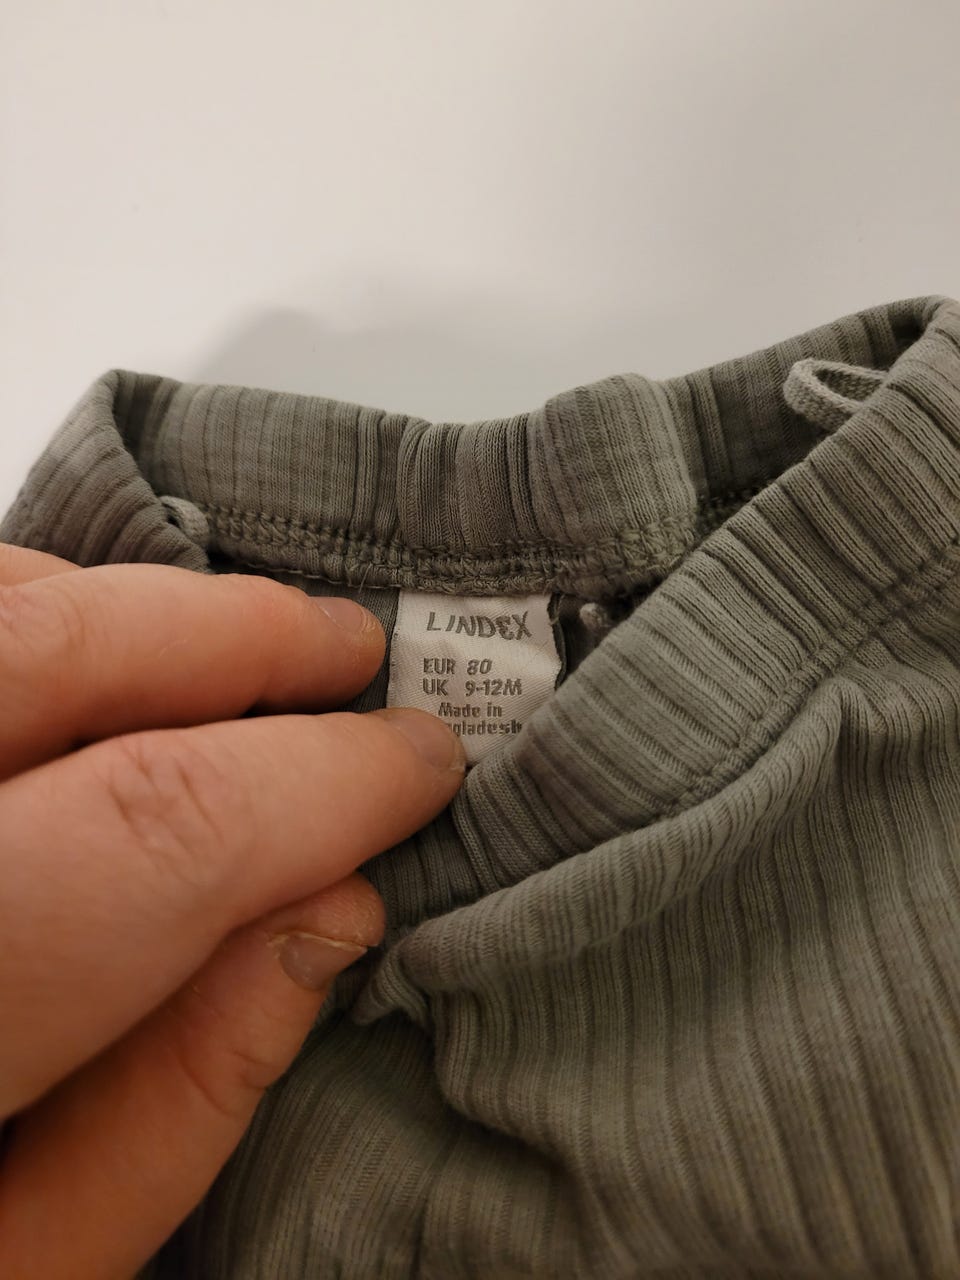 LINDEX
EUR 80
UK 9-12M
Made in